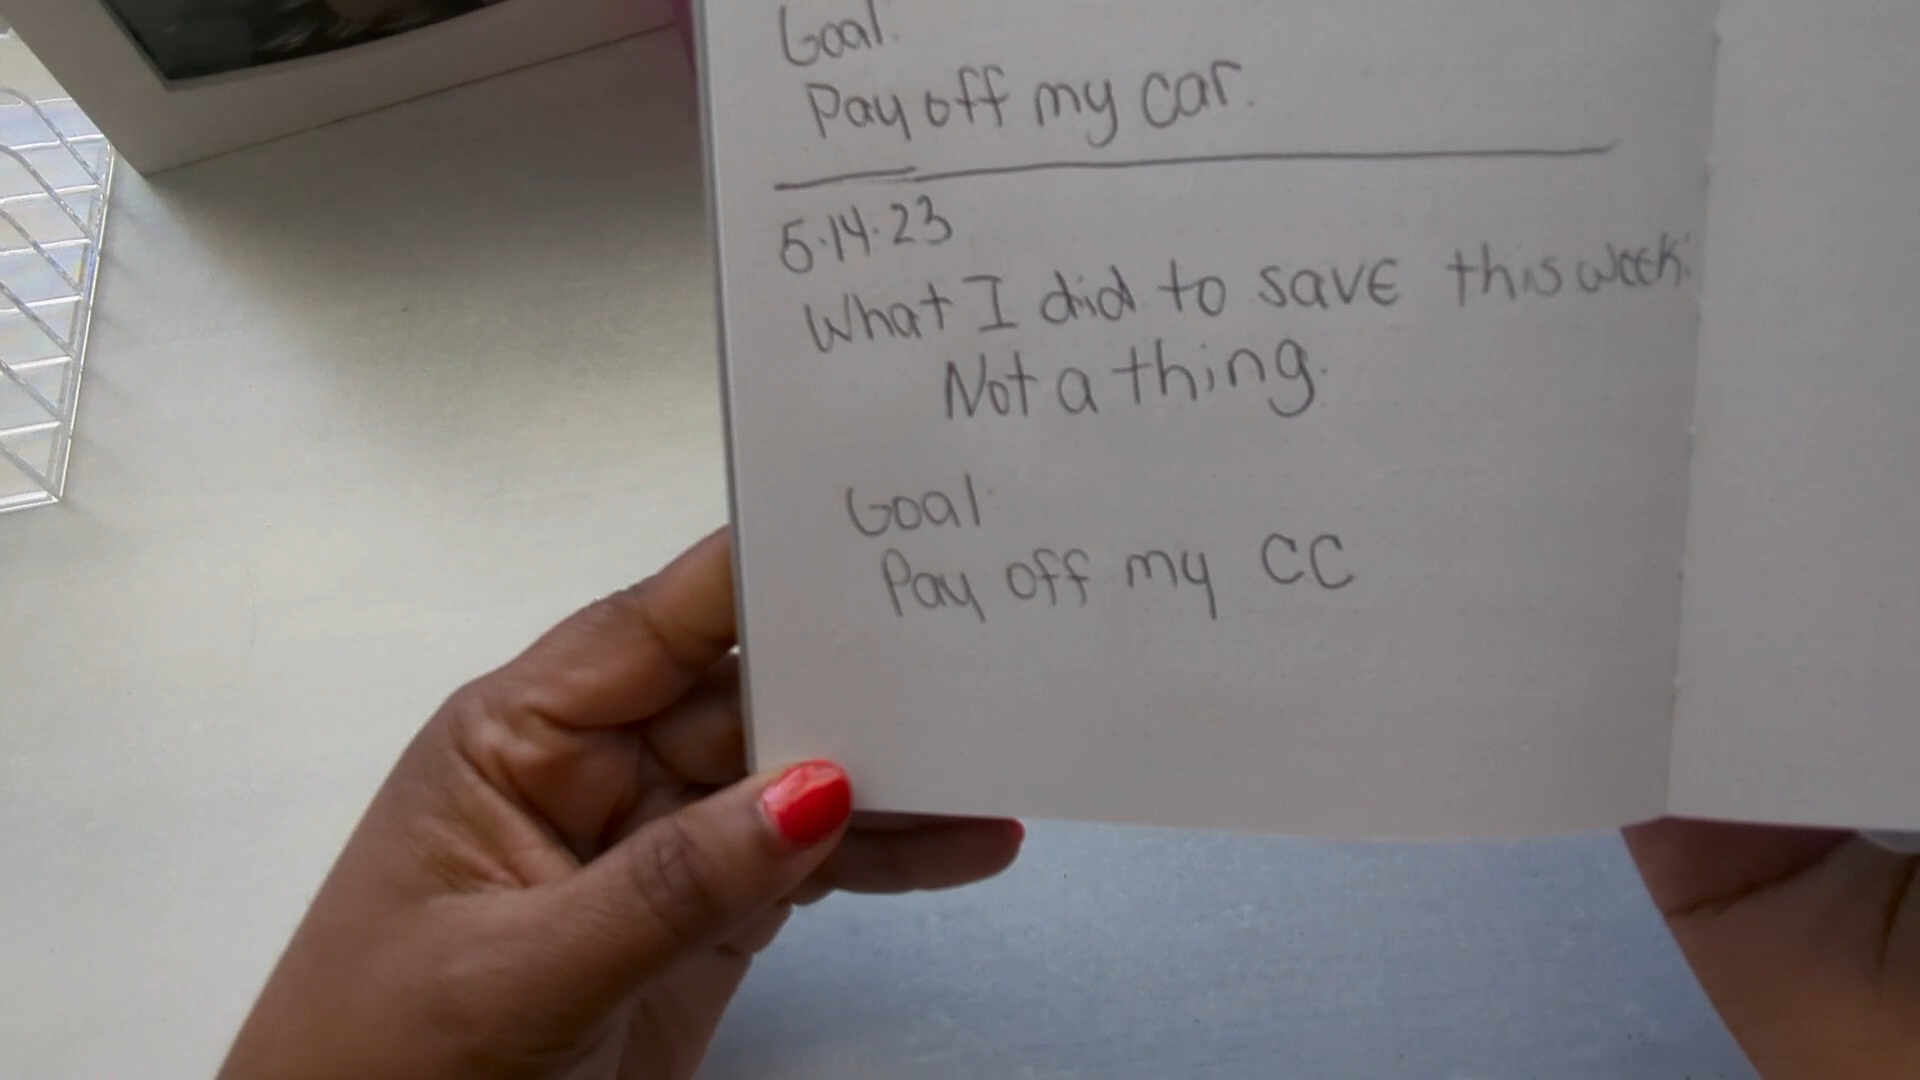 Goal:
Pay off my car.
5.14.23
What I did to save this week:
Not a thing.
Goal:
Pay off my CC